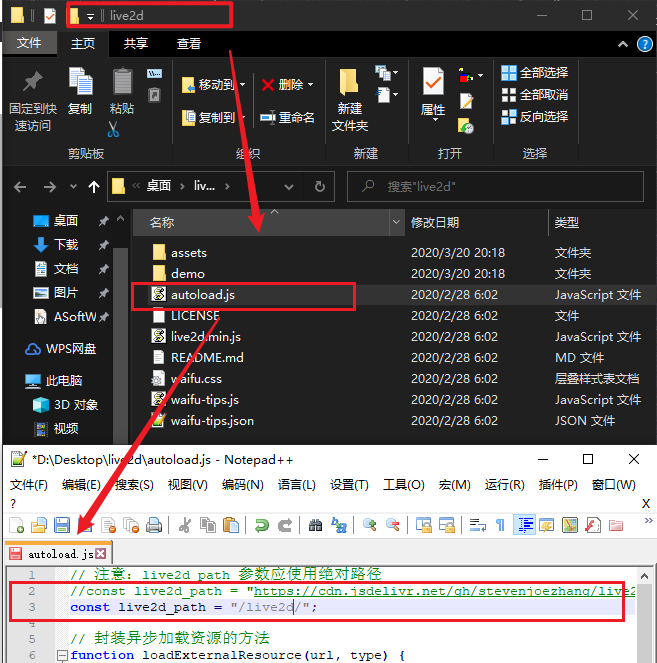 live2d
文件 主页 共享 查看
固定到快速访问 复制 粘贴 移动到 复制到 删除 重命名 新建文件夹 属性 全部选择 全部取消 反向选择
剪贴板 组织 新建 打开 选择
« 桌面 › liv... › 搜索"live2d"
名称 修改日期 类型
桌面
下载
文档
图片
ASoftW
WPS网盘
此电脑
3D 对象
视频
assets 2020/3/20 20:18 文件夹
demo 2020/3/20 20:18 文件夹
autoload.js 2020/2/28 6:02 JavaScript 文件
LICENSE 2020/2/28 6:02 文件
live2d.min.js 2020/2/28 6:02 JavaScript 文件
README.md 2020/2/28 6:02 MD 文件
waifu.css 2020/2/28 6:02 层叠样式表文档
waifu-tips.js 2020/2/28 6:02 JavaScript 文件
waifu-tips.json 2020/2/28 6:02 JSON 文件
*D:\Desktop\live2d\autoload.js - Notepad++
文件(F) 编辑(E) 搜索(S) 视图(V) 编码(N) 语言(L) 设置(T) 工具(O) 宏(M) 运行(R) 插件(P) 窗口(W)
? X
autoload.js
1 // 注意：live2d_path 参数应使用绝对路径
2 //const live2d_path = "https://cdn.jsdelivr.net/gh/stevenjoezhang/live2
3 const live2d_path = "/live2d/";
4
5 // 封装异步加载资源的方法
6 function loadExternalResource(url, type) {